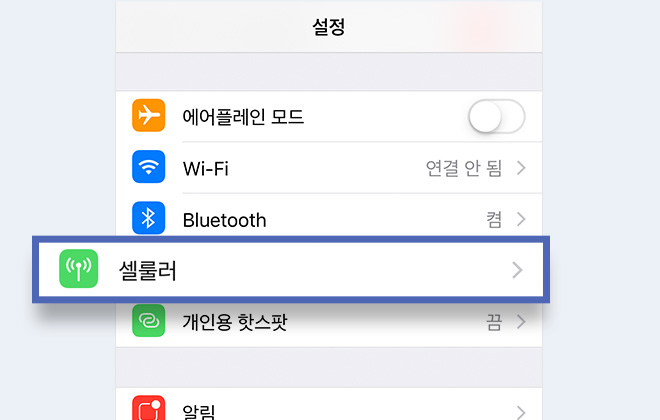 설정
에어플레인 모드
Wi-Fi 연결 안 됨
Bluetooth 켬
셀룰러
개인용 핫스팟 끔
알림